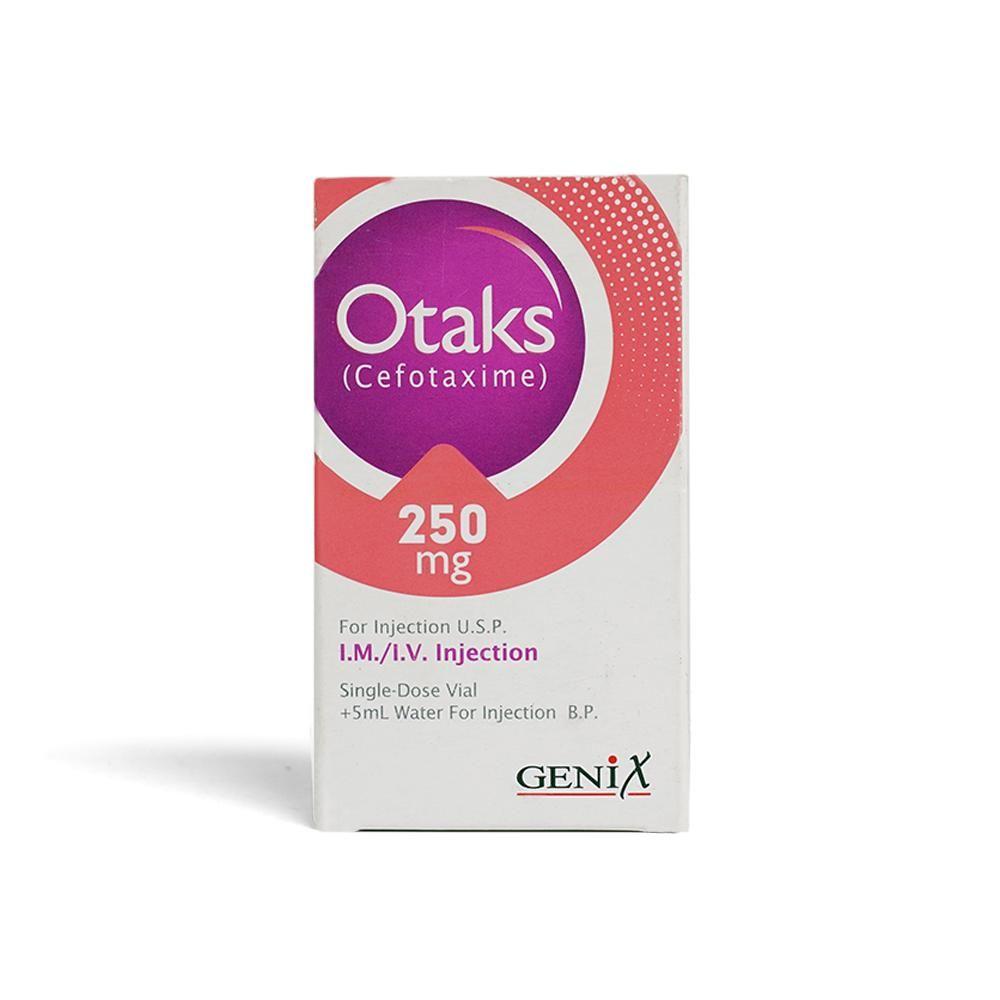 Otaks
(Cefotaxime)
250
mg
For Injection U.S.P.
I.M./I.V. Injection
Single-Dose Vial
+5mL Water For Injection B.P.
GENiX